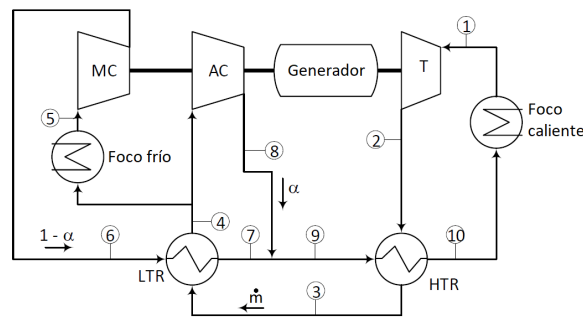 1
MC
AC
Generador
T
5
Foco frío
8
2
Foco
caliente
α
1 - α
6
4
7
9
10
LTR
ṁ
3
HTR